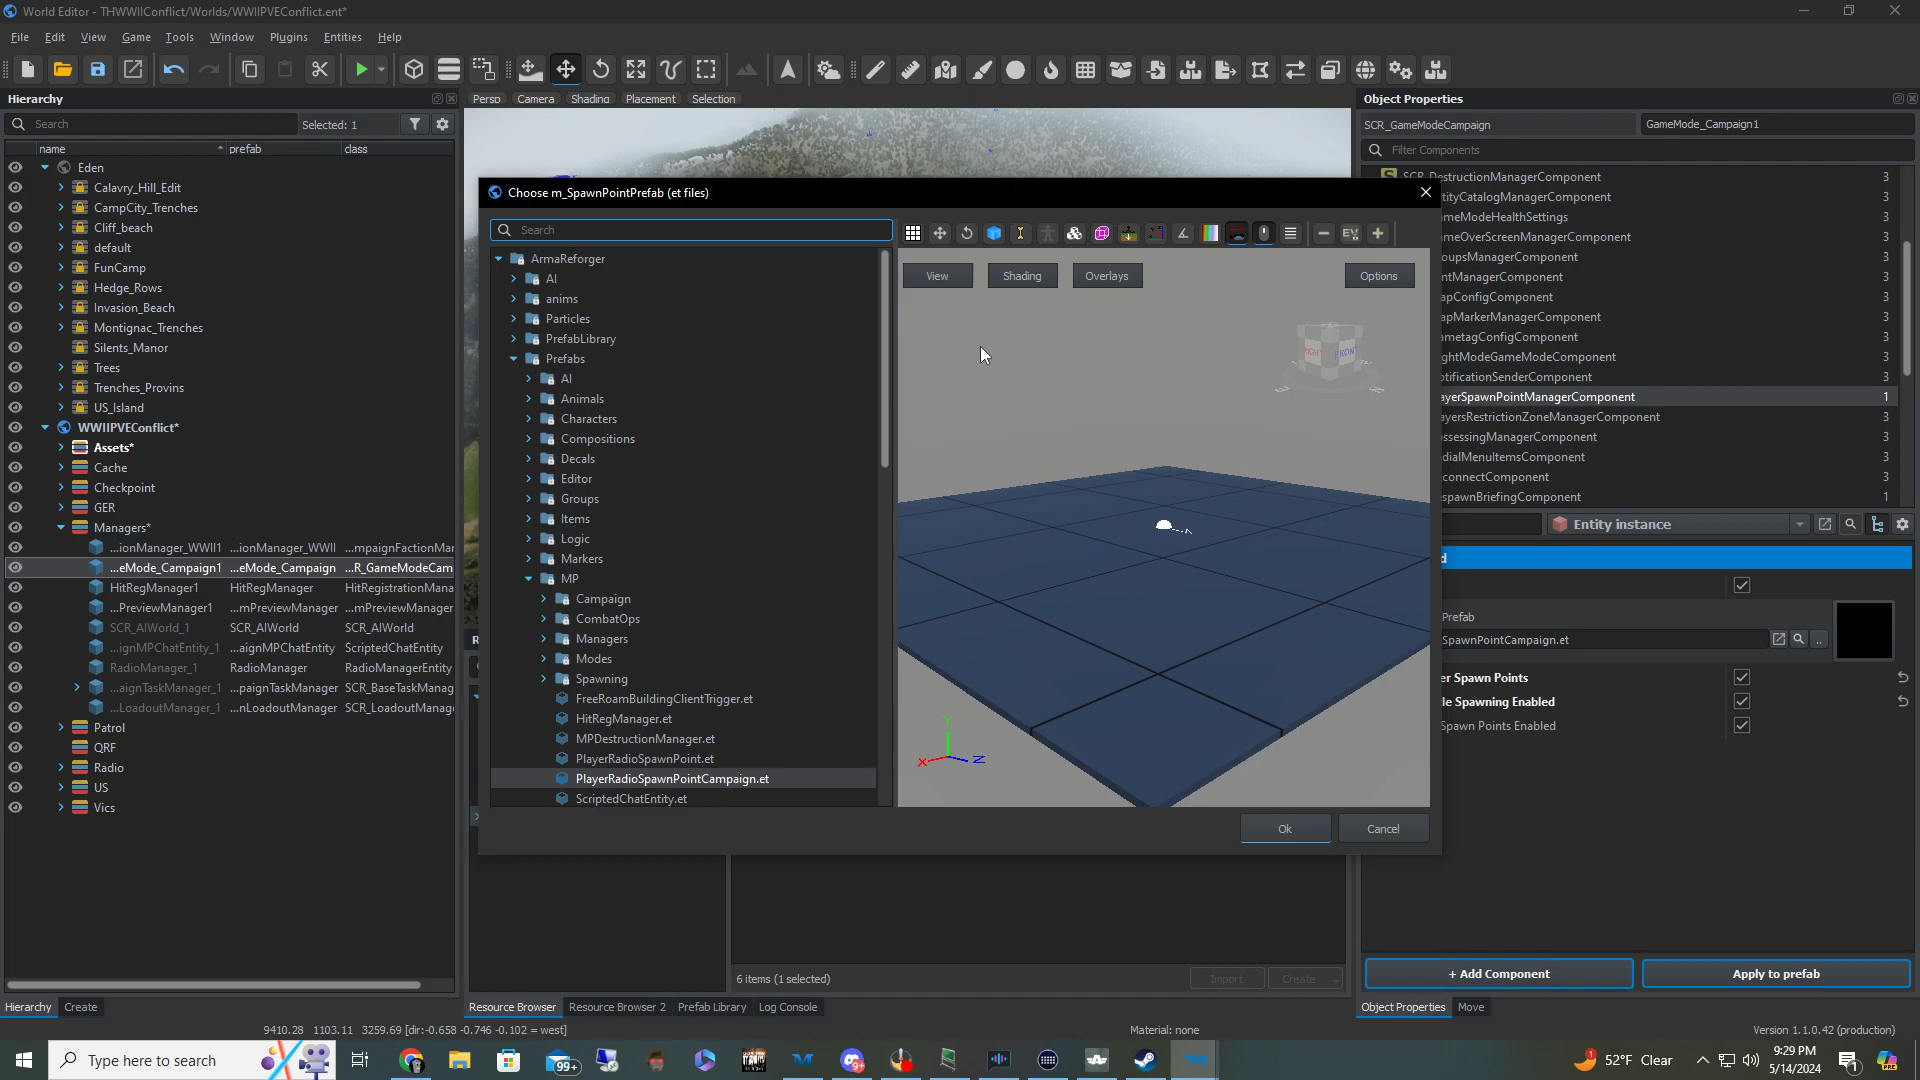 World Editor - THWWIIConflict/Worlds/WWIIPVEConflict.ent*
File Edit View Game Tools Window Plugins Entities Help
Hierarchy
Search
Selected: 1
name prefab class
Eden
Calavry_Hill_Edit
CampCity_Trenches
Cliff_beach
default
FunCamp
Hedge_Rows
Invasion_Beach
Montignac_Trenches
Silents_Manor
Trees
Trenches_Provins
US_Island
WWIIPVEConflict*
Assets*
Cache
Checkpoint
GER
Managers*
...ionManager_WWII1 ...ionManager_WWII ...mpaignFactionMan
...eMode_Campaign1 ...eMode_Campaign ...R_GameModeCam
HitRegManager1 HitRegManager HitRegistrationMana
...PreviewManager1 ...mPreviewManager ...mPreviewManager
SCR_AIWorld_1 SCR_AIWorld SCR_AIWorld
...ignMPChatEntity_1 ...aignMPChatEntity ScriptedChatEntity
RadioManager_1 RadioManager RadioManagerEntity
...aignTaskManager_1 ...paignTaskManager SCR_BaseTaskManag
...LoadoutManager_1 ...nLoadoutManager SCR_LoadoutManag
Patrol
QRF
Radio
US
Vics
Hierarchy Create
Persp Camera Shading Placement Selection
Choose m_SpawnPointPrefab (et files)
Search
ArmaReforger
AI
anims
Particles
PrefabLibrary
Prefabs
AI
Animals
Characters
Compositions
Decals
Editor
Groups
Items
Logic
Markers
MP
Campaign
CombatOps
Managers
Modes
Spawning
FreeRoamBuildingClientTrigger.et
HitRegManager.et
MPDestructionManager.et
PlayerRadioSpawnPoint.et
PlayerRadioSpawnPointCampaign.et
ScriptedChatEntity.et
EV
View Shading Overlays Options
FRONT
Y
X
Z
Ok Cancel
6 items (1 selected)
Import Create
Resource Browser Resource Browser 2 Prefab Library Log Console
Object Properties
SCR_GameModeCampaign GameMode_Campaign1
Filter Components
SCR_DestructionManagerComponent 3
ntityCatalogManagerComponent 3
meModeHealthSettings 3
meOverScreenManagerComponent 3
oupsManagerComponent 3
ntManagerComponent 3
apConfigComponent 3
apMarkerManagerComponent 3
ametagConfigComponent 3
ghtModeGameModeComponent 3
otificationSenderComponent 3
ayerSpawnPointManagerComponent 1
ayersRestrictionZoneManagerComponent 3
ossessingManagerComponent 3
dialMenuItemsComponent 3
connectComponent 3
spawnBriefingComponent 1
Entity instance
d
Prefab
SpawnPointCampaign.et
..
er Spawn Points
le Spawning Enabled
Spawn Points Enabled
+ Add Component Apply to prefab
Object Properties Move
9410.28 1103.11 3259.69 [dir:-0.658 -0.746 -0.102 = west]
Material: none
Version 1.1.0.42 (production)
Type here to search
99+
9+
1
52°F Clear
9:29 PM
5/14/2024
1
PRE